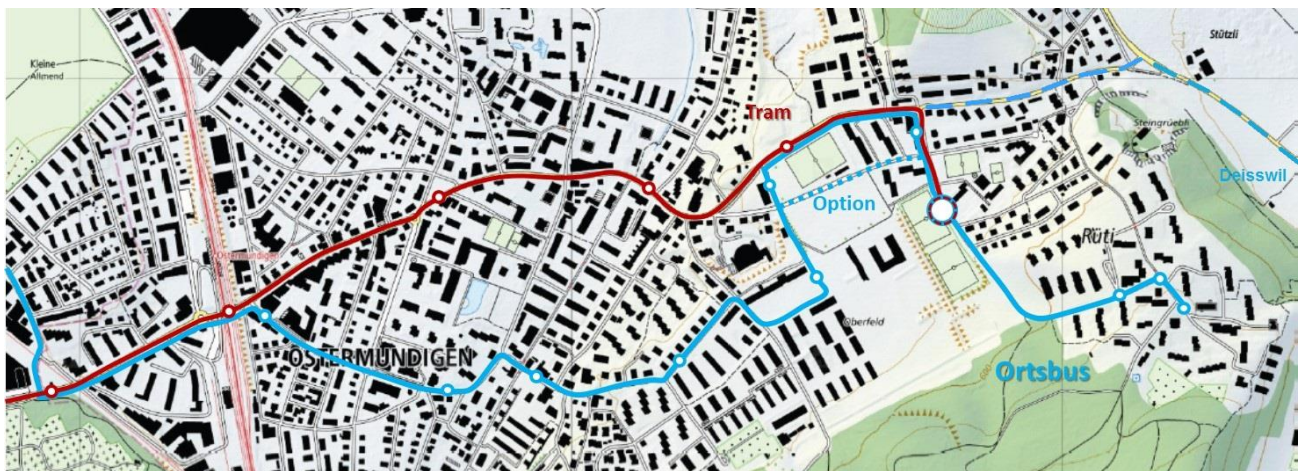 Kleine
Allmend
Stützli
Tram
Steingrüebli
Deisswil
Option
Rüti
Ostermundigen
Oberfeld
OSTERMUNDIGEN
Ortsbus